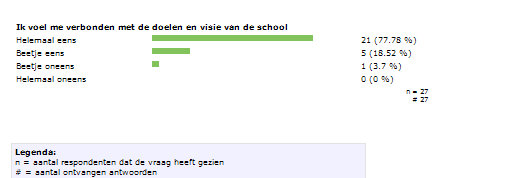 Ik voel me verbonden met de doelen en visie van de school
Helemaal eens 21 (77.78 %)
Beetje eens 5 (18.52 %)
Beetje oneens 1 (3.7 %)
Helemaal oneens 0 (0 %)
n = 27
# 27
Legenda:
n = aantal respondenten dat de vraag heeft gezien
# = aantal ontvangen antwoorden